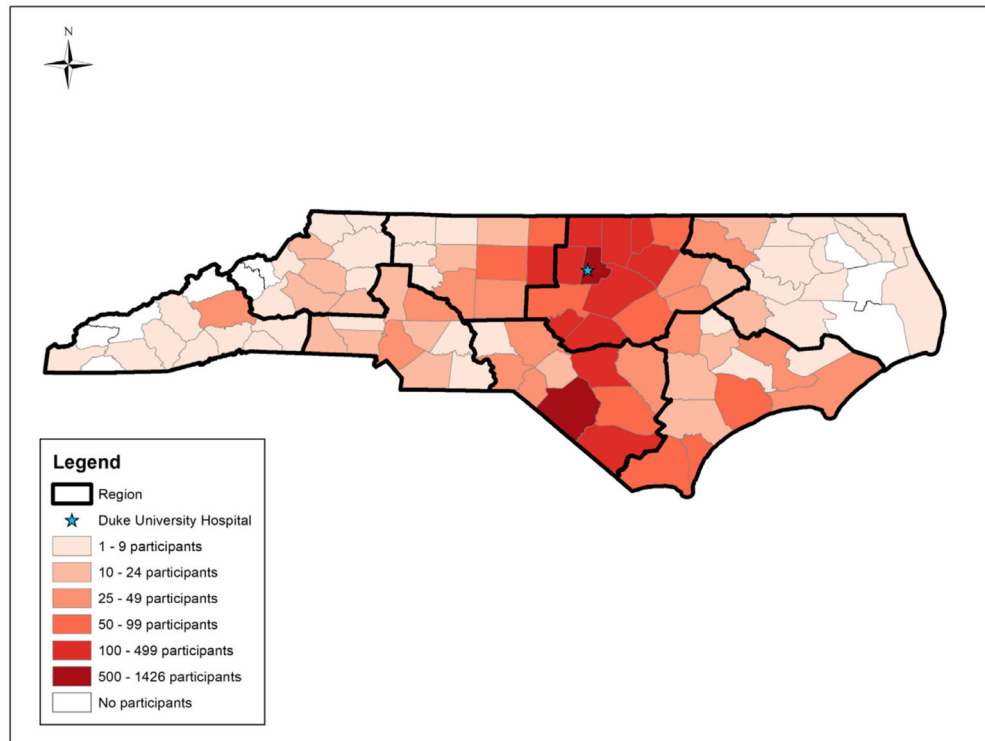 N
Legend
Region
Duke University Hospital
1 - 9 participants
10 - 24 participants
25 - 49 participants
50 - 99 participants
100 - 499 participants
500 - 1426 participants
No participants